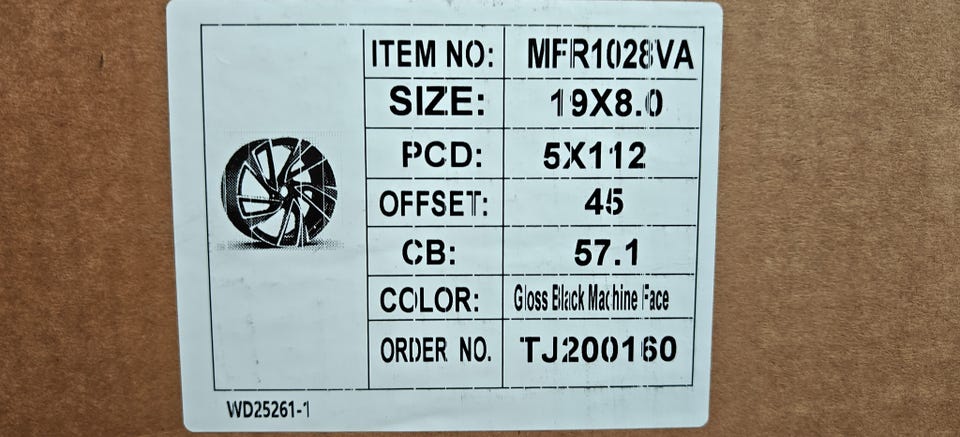 ITEM NO: MFR1028VA
SIZE: 19X8.0
PCD: 5X112
OFFSET: 45
CB: 57.1
COLOR: Gloss Black Machine Face
ORDER NO. TJ200160
WD25261-1